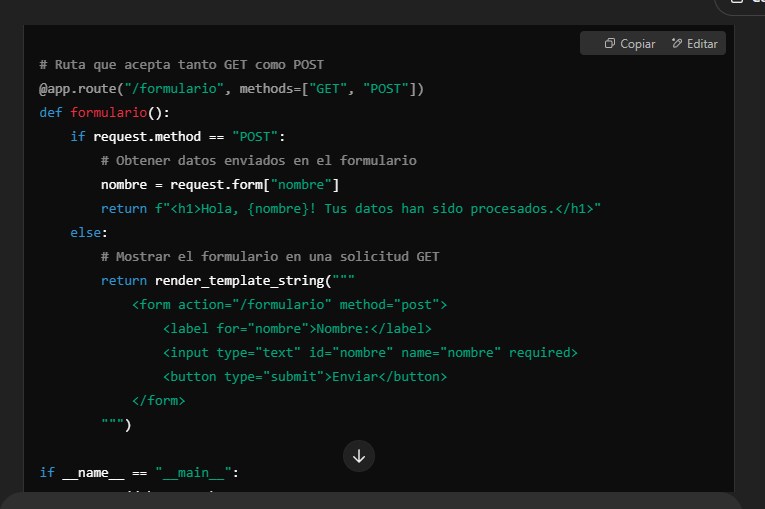 Copiar Editar
# Ruta que acepta tanto GET como POST
@app.route("/formulario", methods=["GET", "POST"])
def formulario():
    if request.method == "POST":
        # Obtener datos enviados en el formulario
        nombre = request.form["nombre"]
        return f"<h1>Hola, {nombre}! Tus datos han sido procesados.</h1>"
    else:
        # Mostrar el formulario en una solicitud GET
        return render_template_string("""
            <form action="/formulario" method="post">
                <label for="nombre">Nombre:</label>
                <input type="text" id="nombre" name="nombre" required>
                <button type="submit">Enviar</button>
            </form>
        """)
if __name__ == "__main__":